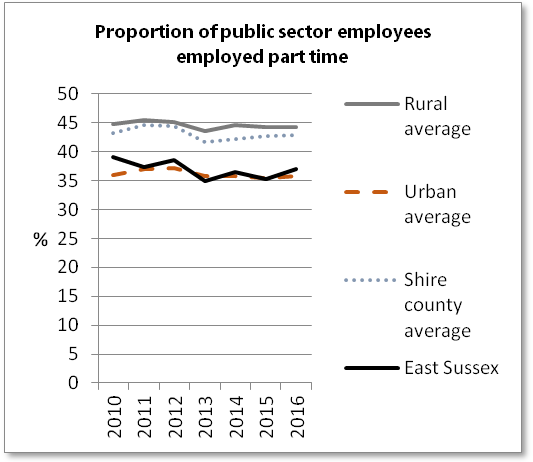 Proportion of public sector employees
employed part time
50
45
40
35
30
25
20
15
10
5
0
%
2010
2011
2012
2013
2014
2015
2016
Rural
average
Urban
average
Shire
county
average
East Sussex